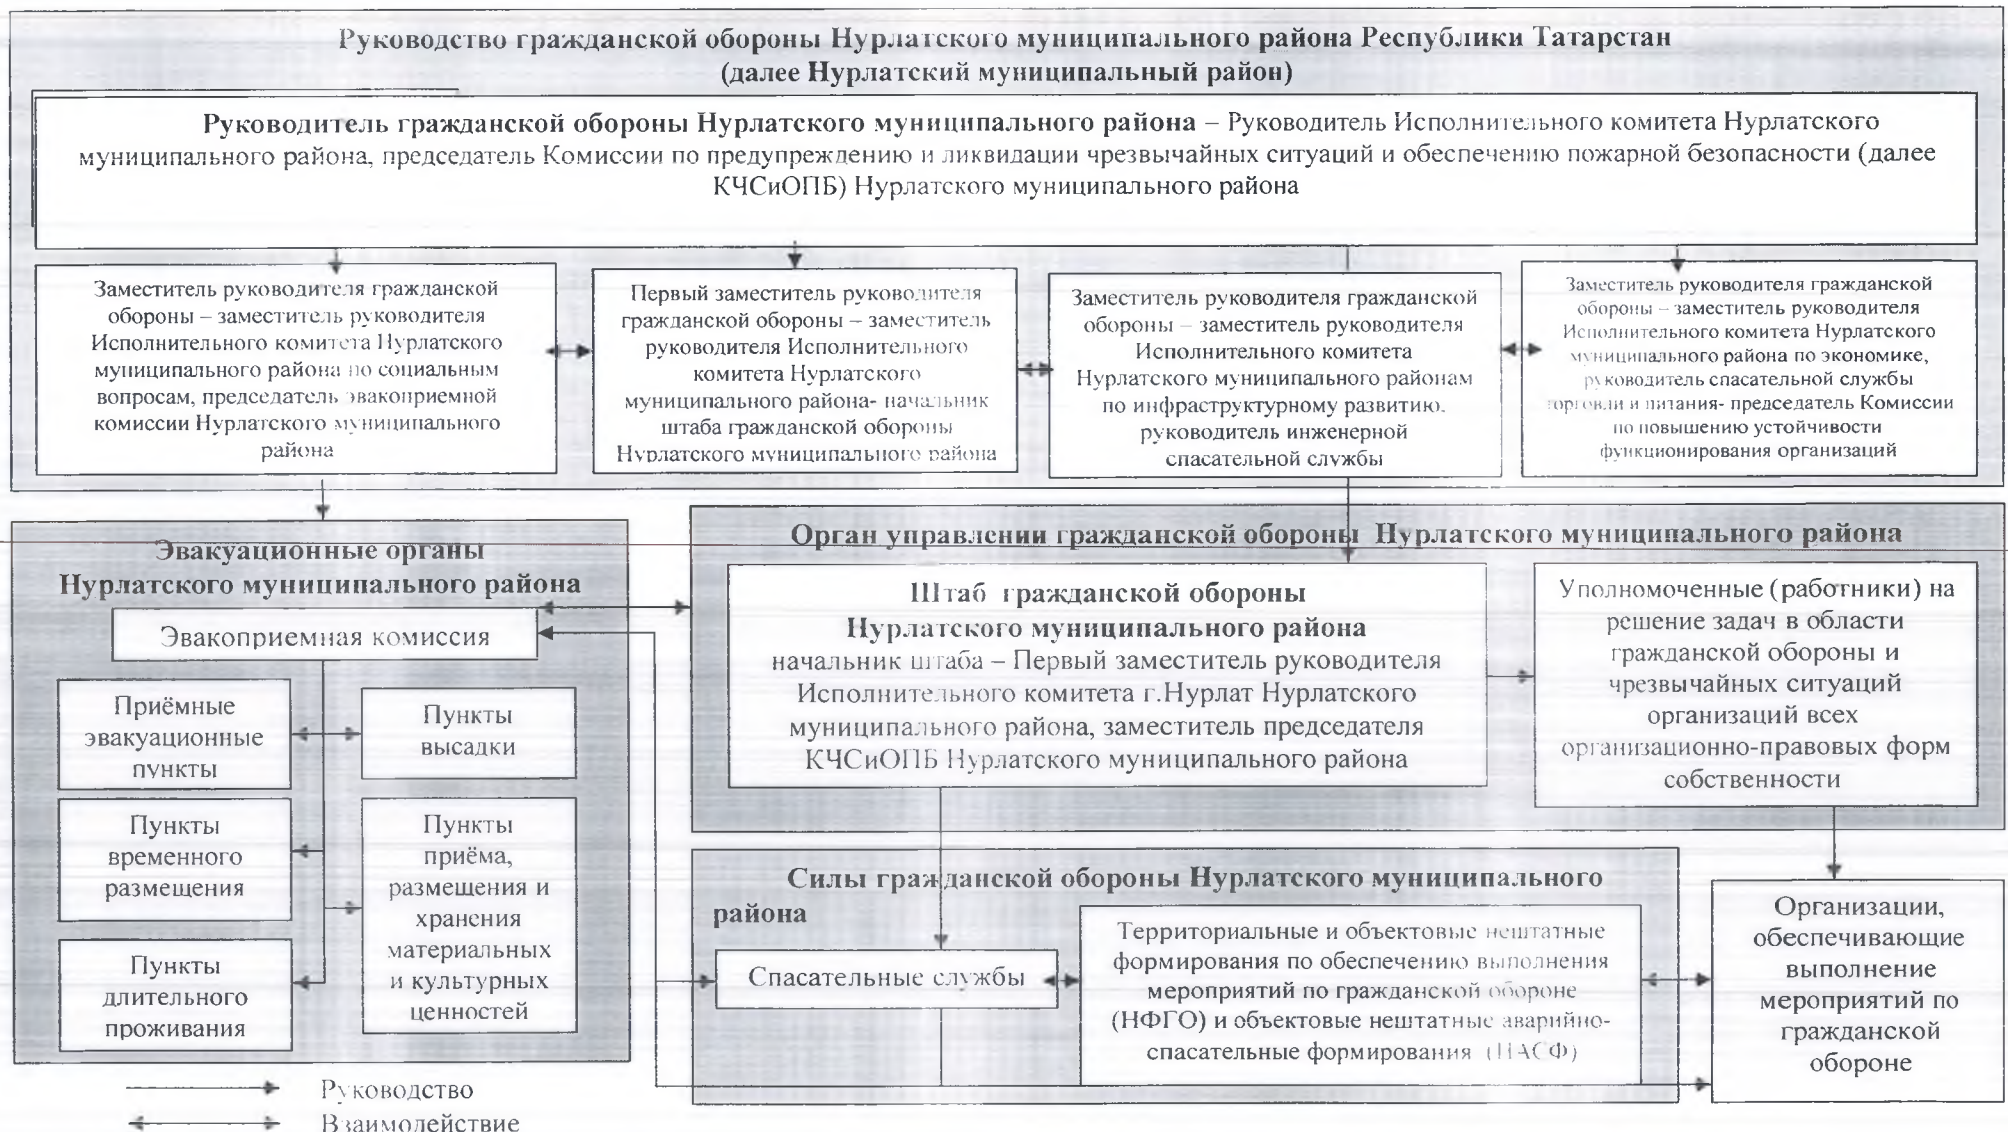 Руководство гражданской обороны Нурлатского муниципального района Республики Татарстан
(далее Нурлатский муниципальный район)
Руководитель гражданской обороны Нурлатского муниципального района – Руководитель Исполнительного комитета Нурлатского
муниципального района, председатель Комиссии по предупреждению и ликвидации чрезвычайных ситуаций и обеспечению пожарной безопасности (далее
КЧСиОПБ) Нурлатского муниципального района
Заместитель руководителя гражданской
обороны – заместитель руководителя
Исполнительного комитета Нурлатского
муниципального района по социальным
вопросам, председатель эвакоприемной
комиссии Нурлатского муниципального
района
Первый заместитель руководителя
гражданской обороны – заместитель
руководителя Исполнительного
комитета Нурлатского
муниципального района- начальник
штаба гражданской обороны
Нурлатского муниципального района
Заместитель руководителя гражданской
обороны – заместитель руководителя
Исполнительного комитета
Нурлатского муниципального районам
по инфраструктурному развитию,
руководитель инженерной
спасательной службы
Заместитель руководителя гражданской
обороны – заместитель руководителя
Исполнительного комитета Нурлатского
муниципального района по экономике,
руководитель спасательной службы
торговли и питания- председатель Комиссии
по повышению устойчивости
функционирования организаций
Эвакуационные органы
Нурлатского муниципального района
Эвакоприемная комиссия
Приёмные
эвакуационные
пункты
Пункты
высадки
Пункты
временного
размещения
Пункты
приёма,
размещения и
хранения
материальных
и культурных
ценностей
Пункты
длительного
проживания
Орган управлении гражданской обороны Нурлатского муниципального района
Штаб гражданской обороны
Нурлатского муниципального района
начальник штаба – Первый заместитель руководителя
Исполнительного комитета г.Нурлат Нурлатского
муниципального района, заместитель председателя
КЧСиОПБ Нурлатского муниципального района
Уполномоченные (работники) на
решение задач в области
гражданской обороны и
чрезвычайных ситуаций
организаций всех
организационно-правовых форм
собственности
Силы гражданской обороны Нурлатского муниципального
района
Спасательные службы
Территориальные и объектовые нештатные
формирования по обеспечению выполнения
мероприятий по гражданской обороне
(НФГО) и объектовые нештатные аварийно-
спасательные формирования (НАСФ)
Организации,
обеспечивающие
выполнение
мероприятий по
гражданской
обороне
Руководство
Взаимодействие